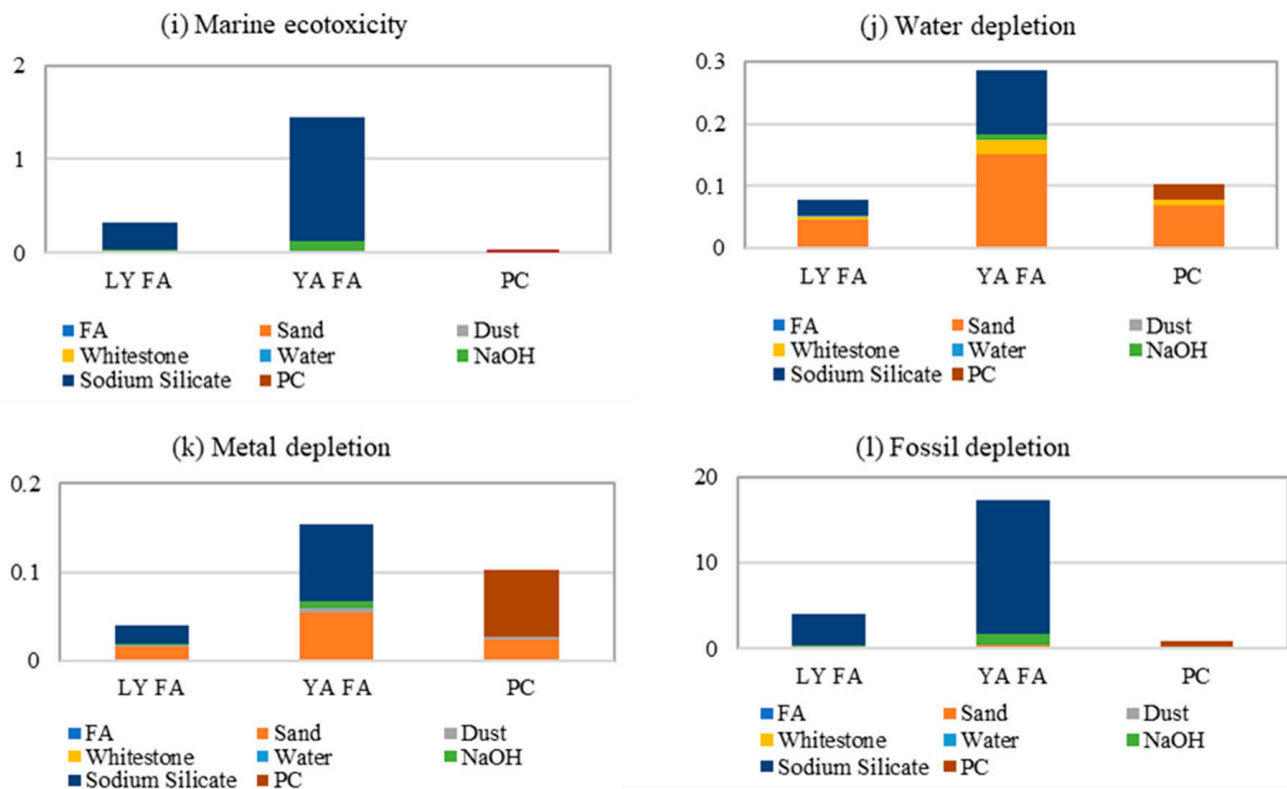 (i) Marine ecotoxicity
2
1
0
LY FA YA FA PC
FA Sand Dust
Whitestone Water NaOH
Sodium Silicate PC
(j) Water depletion
0.3
0.2
0.1
0
LY FA YA FA PC
FA Sand Dust
Whitestone Water NaOH
Sodium Silicate PC
(k) Metal depletion
0.2
0.1
0
LY FA YA FA PC
FA Sand Dust
Whitestone Water NaOH
Sodium Silicate PC
(l) Fossil depletion
20
10
0
LY FA YA FA PC
FA Sand Dust
Whitestone Water NaOH
Sodium Silicate PC